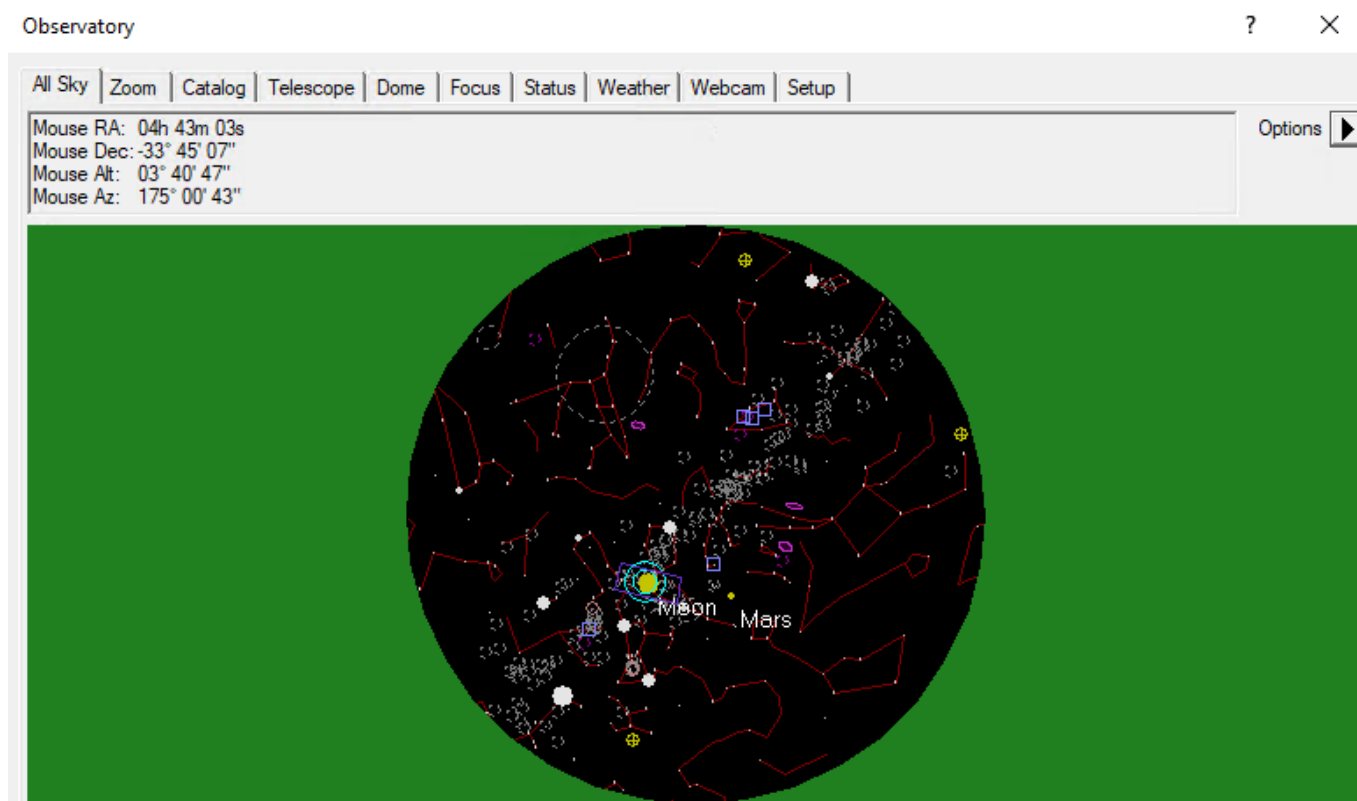 Observatory ?
All Sky Zoom Catalog Telescope Dome Focus Status Weather Webcam Setup
Mouse RA: 04h 43m 03s
Mouse Dec: -33° 45' 07"
Mouse Alt: 03° 40' 47"
Mouse Az: 175° 00' 43"
Options
Moon
Mars